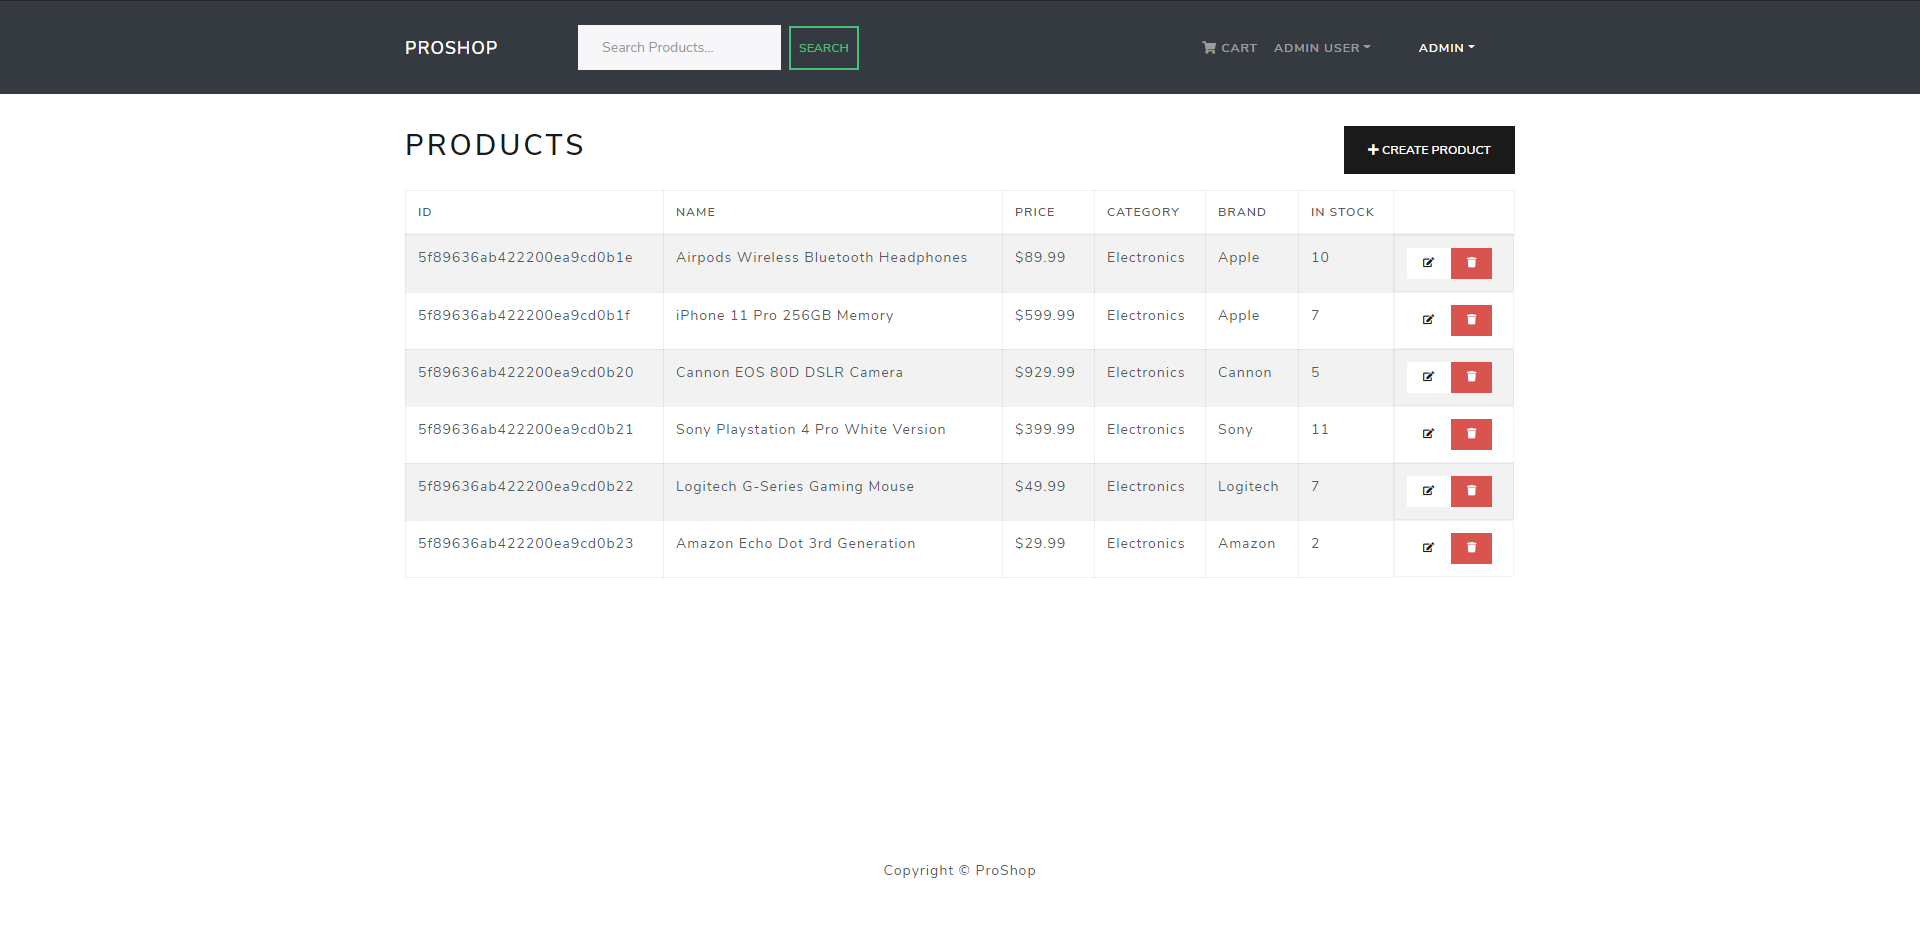 PROSHOP Search Products... SEARCH CART ADMIN USER ADMIN
PRODUCTS CREATE PRODUCT
ID NAME PRICE CATEGORY BRAND IN STOCK
5f89636ab422200ea9cd0b1e Airpods Wireless Bluetooth Headphones $89.99 Electronics Apple 10
5f89636ab422200ea9cd0b1f iPhone 11 Pro 256GB Memory $599.99 Electronics Apple 7
5f89636ab422200ea9cd0b20 Cannon EOS 80D DSLR Camera $929.99 Electronics Cannon 5
5f89636ab422200ea9cd0b21 Sony Playstation 4 Pro White Version $399.99 Electronics Sony 11
5f89636ab422200ea9cd0b22 Logitech G-Series Gaming Mouse $49.99 Electronics Logitech 7
5f89636ab422200ea9cd0b23 Amazon Echo Dot 3rd Generation $29.99 Electronics Amazon 2
Copyright © ProShop